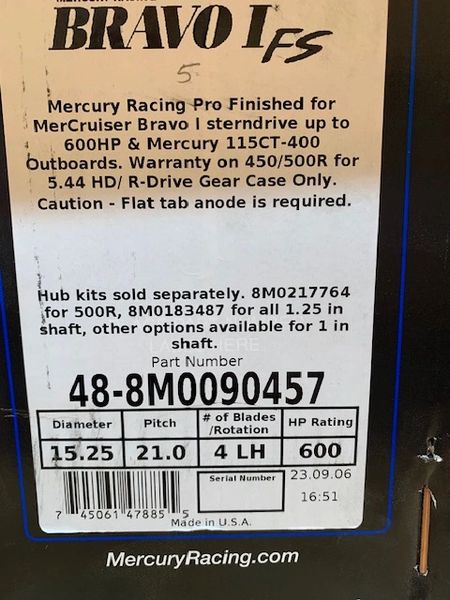 MERCURY RACING
BRAVO I FS
5
Mercury Racing Pro Finished for
MerCruiser Bravo I sterndrive up to
600HP & Mercury 115CT-400
Outboards. Warranty on 450/500R for
5.44 HD/ R-Drive Gear Case Only.
Caution - Flat tab anode is required.
Hub kits sold separately. 8M0217764
for 500R, 8M0183487 for all 1.25 in
shaft, other options available for 1 in
shaft.
Part Number
48-8M0090457
Diameter Pitch # of Blades /Rotation HP Rating
15.25 21.0 4 LH 600
Serial Number 23.09.06
16:51
7 45061 47885 5
Made in U.S.A.
MercuryRacing.com